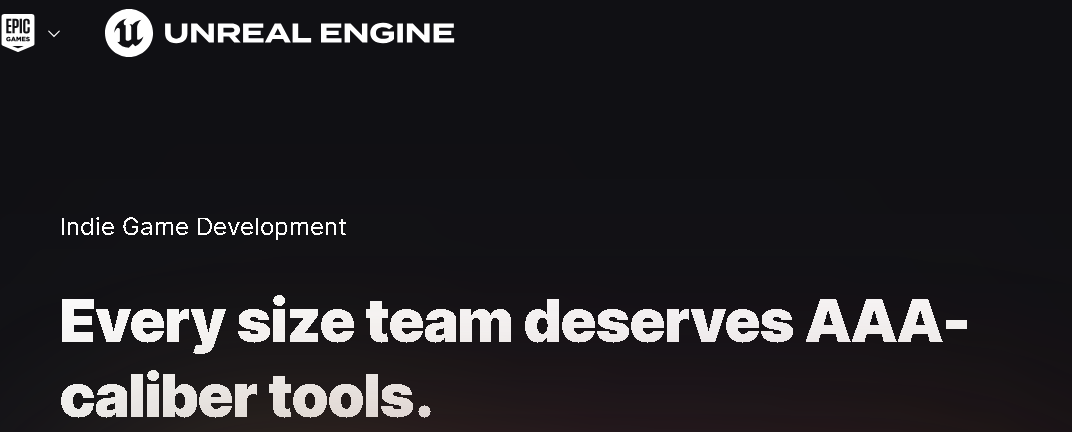 EPIC
GAMES
UNREAL ENGINE
Indie Game Development
Every size team deserves AAA-
caliber tools.